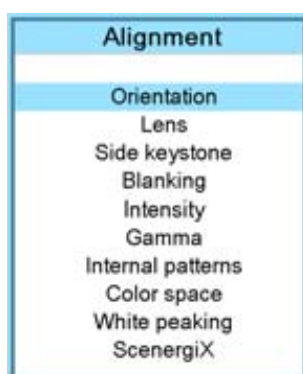 Alignment
Orientation
Lens
Side keystone
Blanking
Intensity
Gamma
Internal patterns
Color space
White peaking
ScenergiX